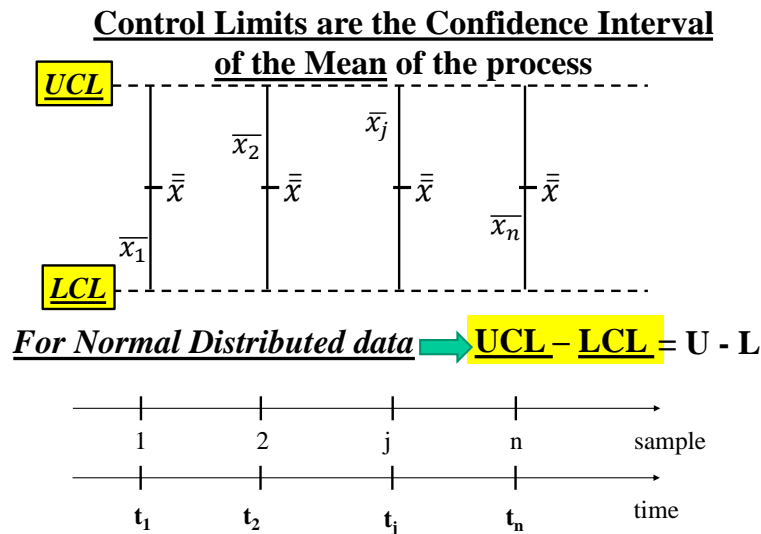 Control Limits are the Confidence Interval
of the Mean of the process
UCL
x̄ⱼ
x̄₂
x̿ x̿ x̿ x̿
x̄ₙ
x̄₁
LCL
For Normal Distributed data UCL – LCL = U - L
1 2 j n sample
t₁ t₂ tⱼ tₙ time